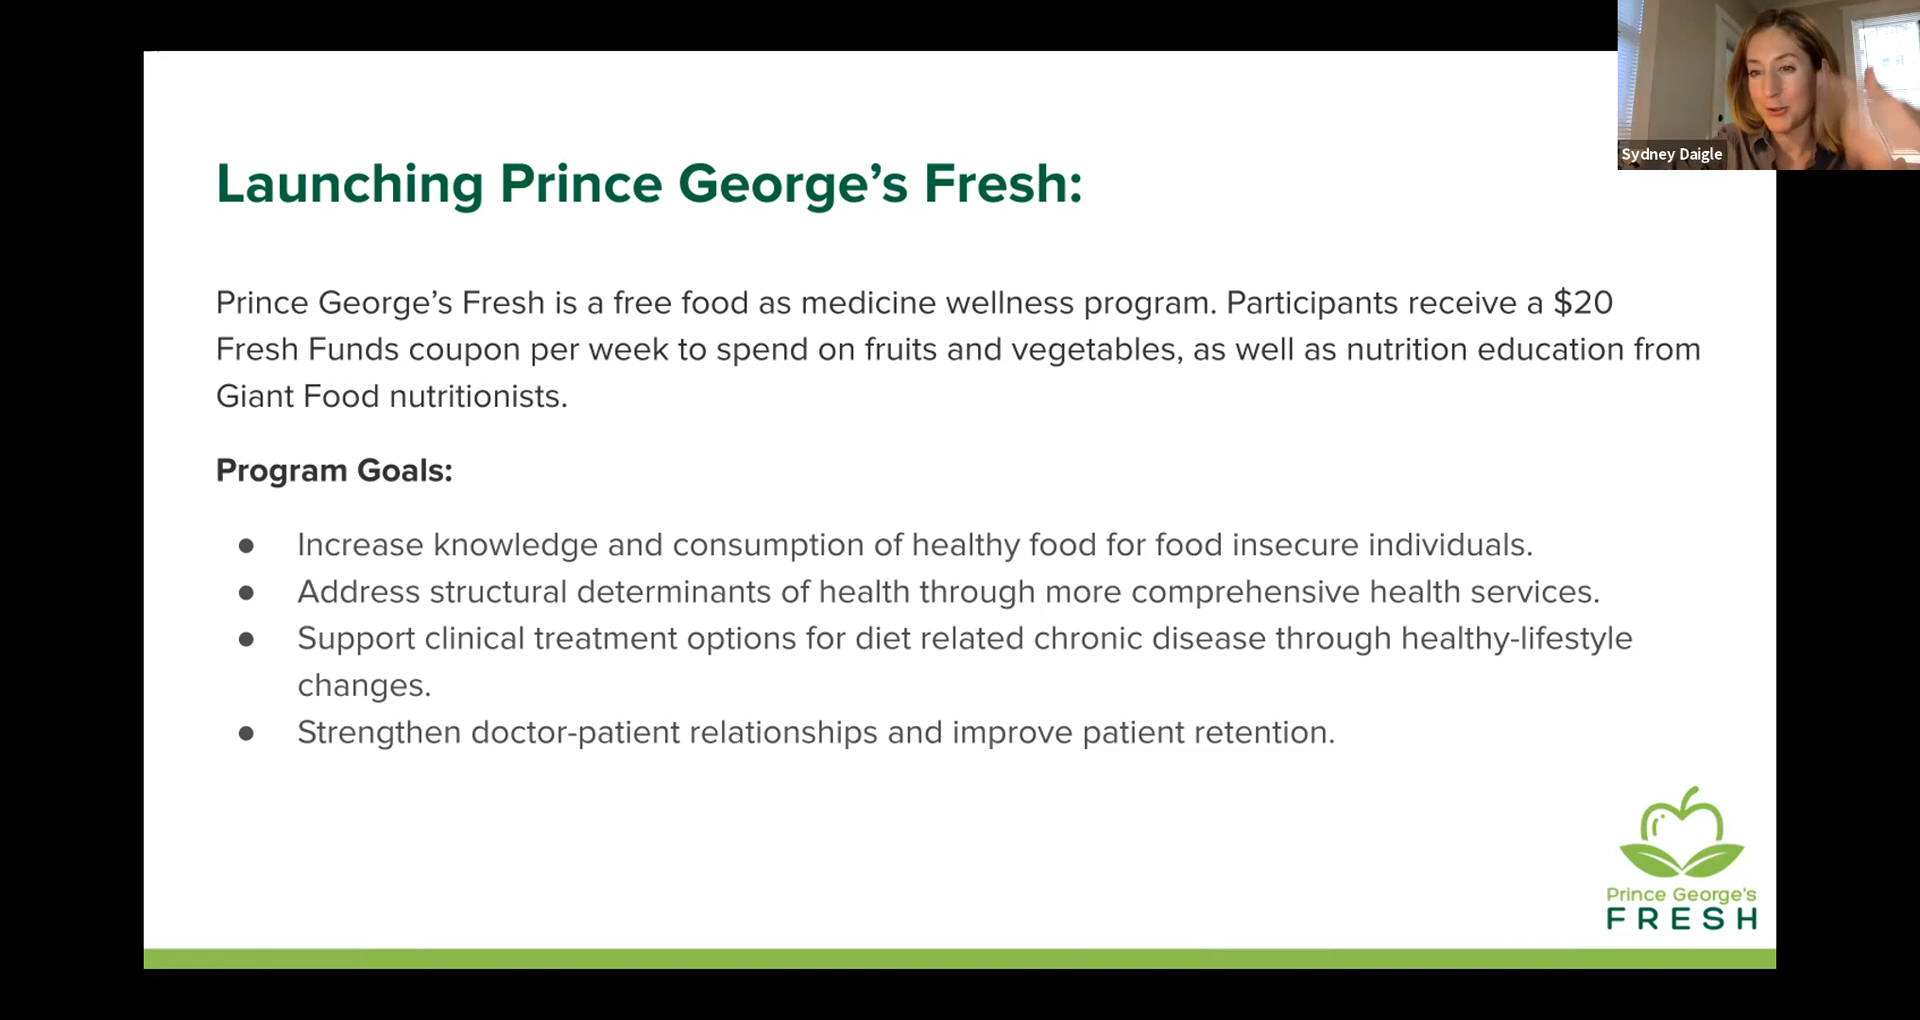 Sydney Daigle
Launching Prince George’s Fresh:
Prince George’s Fresh is a free food as medicine wellness program. Participants receive a $20
Fresh Funds coupon per week to spend on fruits and vegetables, as well as nutrition education from
Giant Food nutritionists.
Program Goals:
● Increase knowledge and consumption of healthy food for food insecure individuals.
● Address structural determinants of health through more comprehensive health services.
● Support clinical treatment options for diet related chronic disease through healthy-lifestyle
changes.
● Strengthen doctor-patient relationships and improve patient retention.
Prince George's
FRESH